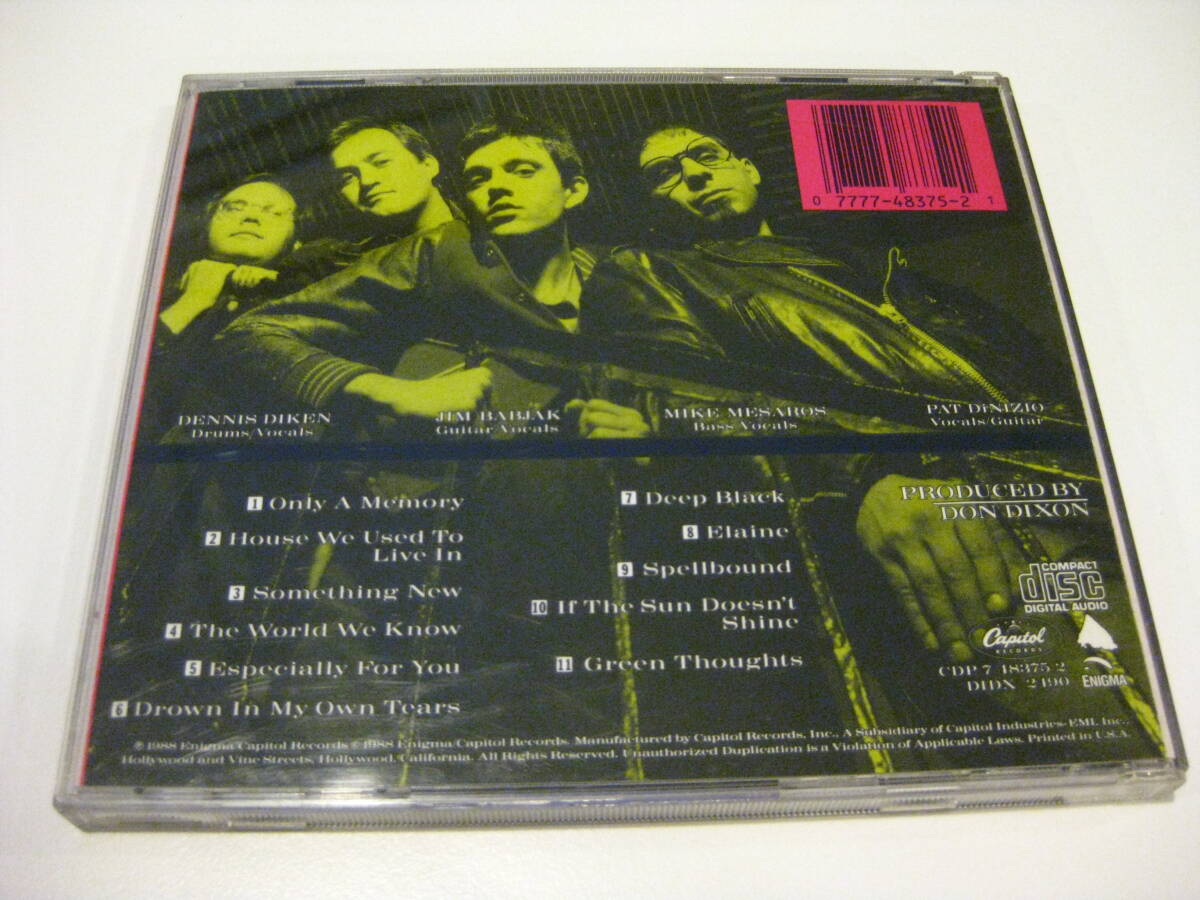 0 7777-48375-2 1
DENNIS DIKEN
Drums/Vocals
JIM BABJAK
Guitar/Vocals
MIKE MESAROS
Bass/Vocals
PAT DiNIZIO
Vocals/Guitar
1 Only A Memory
2 House We Used To
Live In
3 Something New
4 The World We Know
5 Especially For You
6 Drown In My Own Tears
7 Deep Black
8 Elaine
9 Spellbound
10 If The Sun Doesn't
Shine
11 Green Thoughts
PRODUCED BY
DON DIXON
COMPACT
disc
DIGITAL AUDIO
Capitol
RECORDS
ENIGMA
CDP 7 48375 2
DIDX 2490
℗ 1988 Enigma/Capitol Records © 1988 Enigma/Capitol Records. Manufactured by Capitol Records, Inc., A Subsidiary of Capitol Industries-EMI, Inc.,
Hollywood and Vine Streets, Hollywood, California. All Rights Reserved. Unauthorized Duplication is a Violation of Applicable Laws. Printed in U.S.A.